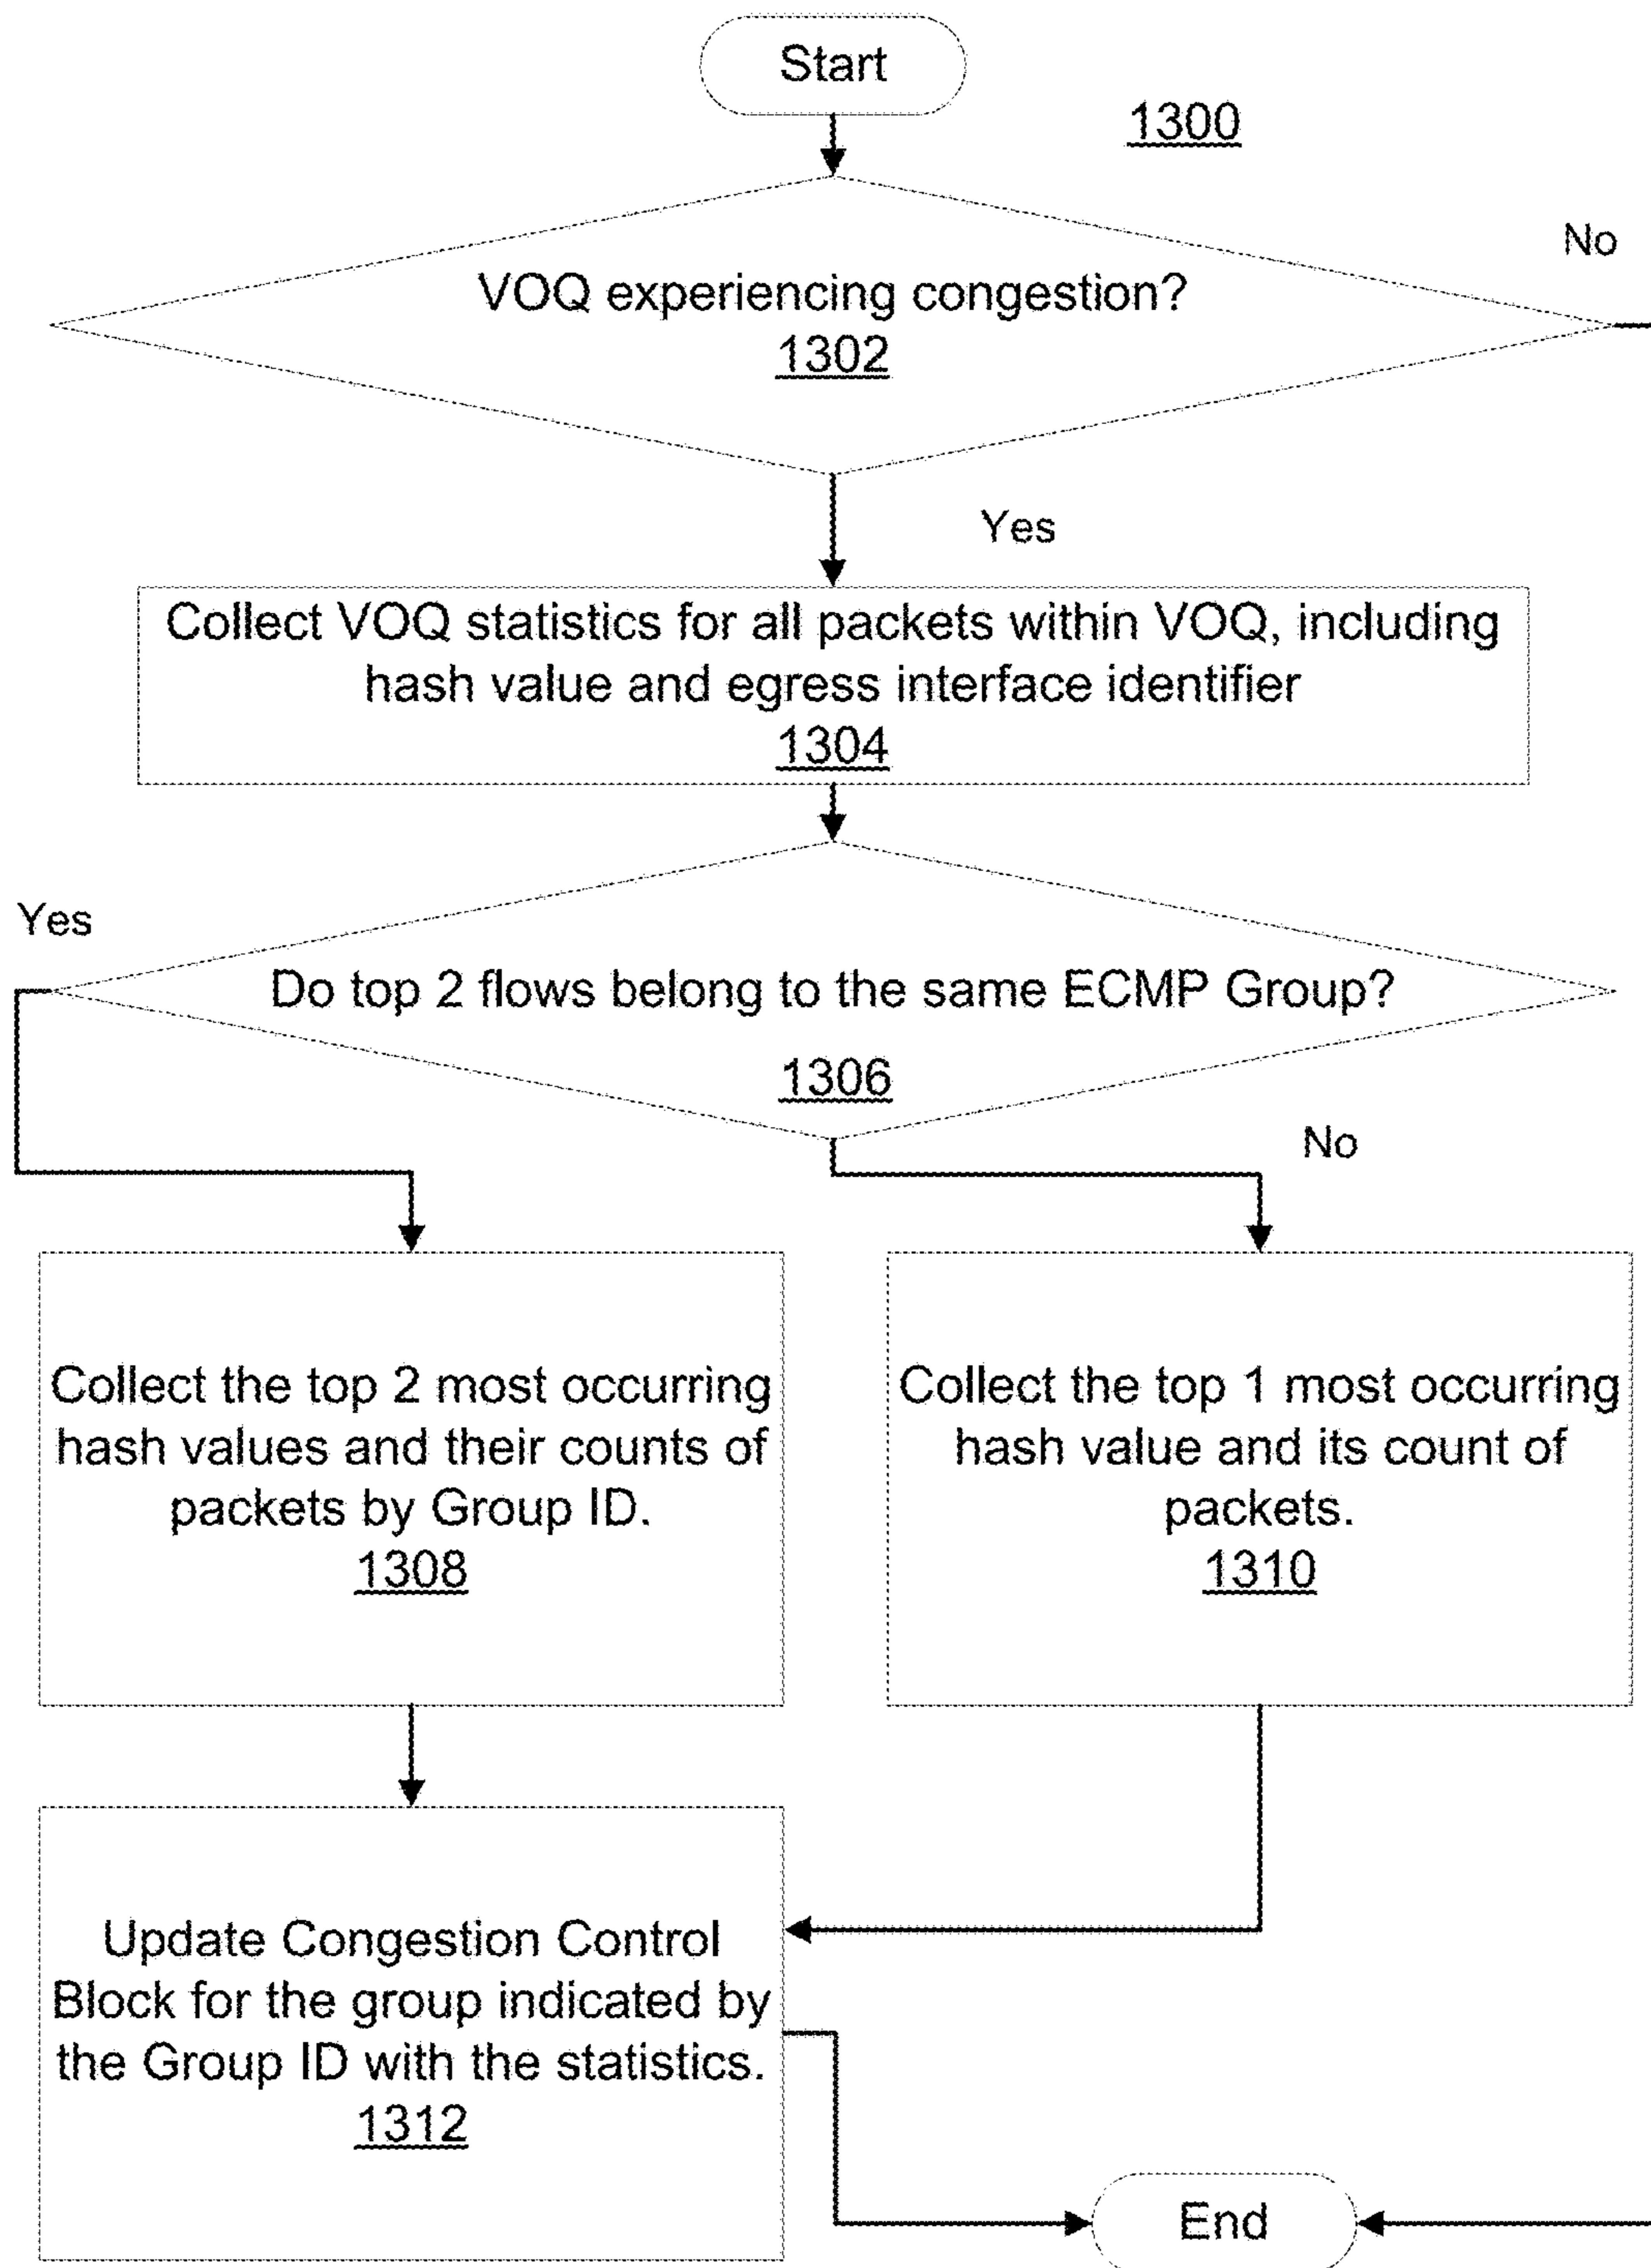 Start
1300
No
VOQ experiencing congestion?
1302
Yes
Collect VOQ statistics for all packets within VOQ, including
hash value and egress interface identifier
1304
Yes
Do top 2 flows belong to the same ECMP Group?
1306
No
Collect the top 2 most occurring
hash values and their counts of
packets by Group ID.
1308
Collect the top 1 most occurring
hash value and its count of
packets.
1310
Update Congestion Control
Block for the group indicated by
the Group ID with the statistics.
1312
End